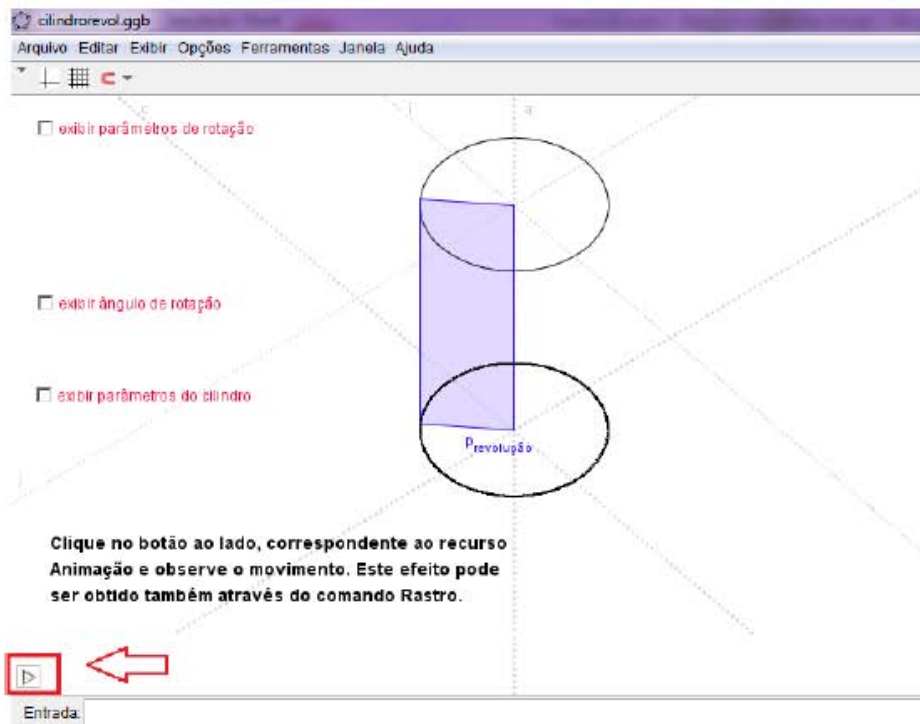 cilindrorevol.ggb
Arquivo Editar Exibir Opções Ferramentas Janela Ajuda
exibir parâmetros de rotação
exibir ângulo de rotação
exibir parâmetros do cilindro
a
Prevolução
Clique no botão ao lado, correspondente ao recurso
Animação e observe o movimento. Este efeito pode
ser obtido também através do comando Rastro.
Entrada: